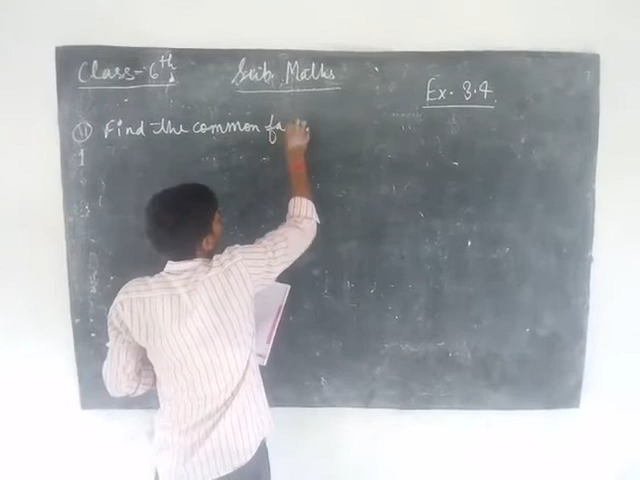 Class-6th
Sub. Maths
Ex. 3.4
Find the common fa
1